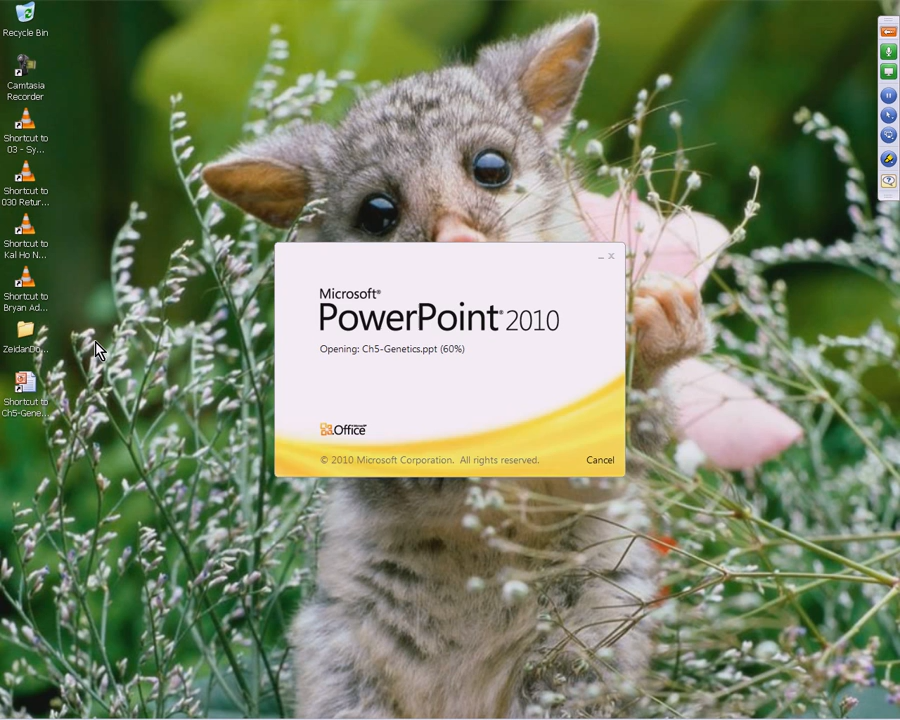 Recycle Bin
Camtasia
Recorder
Shortcut to
03 - Sy...
Shortcut to
030 Retur...
Shortcut to
Kal Ho N...
Shortcut to
Bryan Ad...
ZeidanDo...
Shortcut to
Ch5-Gene...
Microsoft®
PowerPoint® 2010
Opening: Ch5-Genetics.ppt (60%)
Office
© 2010 Microsoft Corporation. All rights reserved.
Cancel